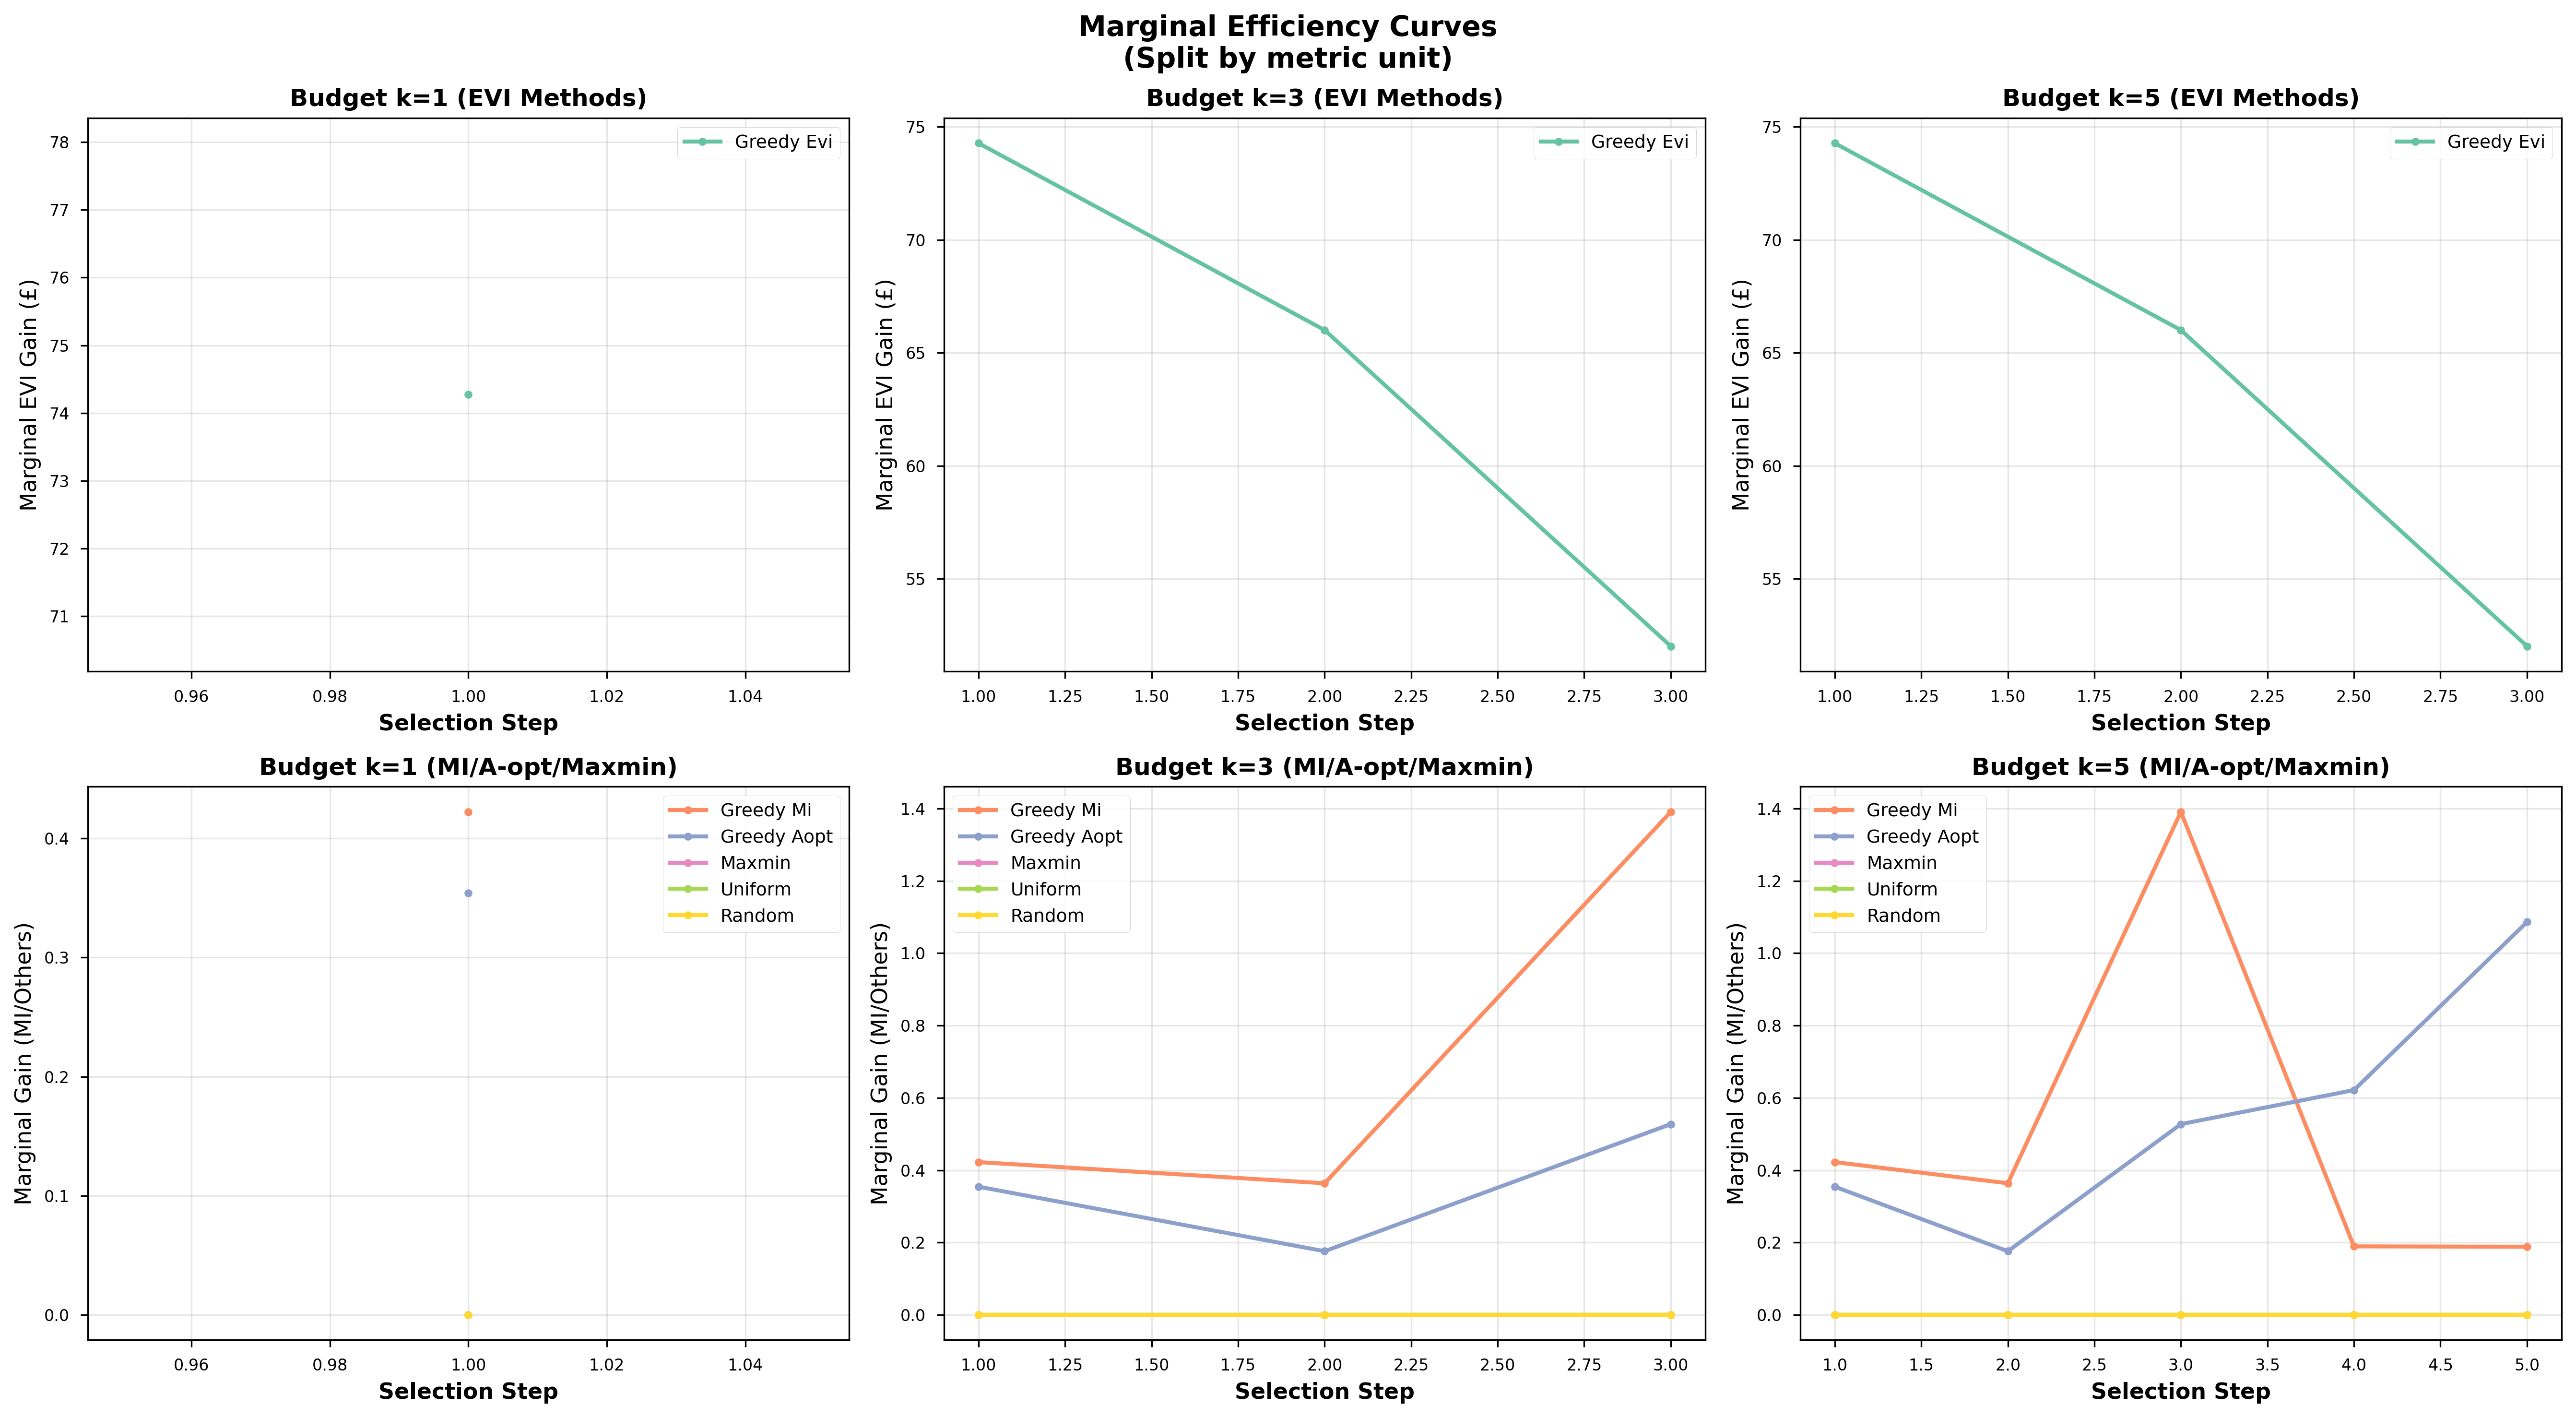 Marginal Efficiency Curves
(Split by metric unit)
Budget k=1 (EVI Methods)
Marginal EVI Gain (£)
78
77
76
75
74
73
72
71
0.96 0.98 1.00 1.02 1.04
Selection Step
Greedy Evi
Budget k=3 (EVI Methods)
Marginal EVI Gain (£)
75
70
65
60
55
1.00 1.25 1.50 1.75 2.00 2.25 2.50 2.75 3.00
Selection Step
Greedy Evi
Budget k=5 (EVI Methods)
Marginal EVI Gain (£)
75
70
65
60
55
1.00 1.25 1.50 1.75 2.00 2.25 2.50 2.75 3.00
Selection Step
Greedy Evi
Budget k=1 (MI/A-opt/Maxmin)
Marginal Gain (MI/Others)
0.4
0.3
0.2
0.1
0.0
0.96 0.98 1.00 1.02 1.04
Selection Step
Greedy Mi
Greedy Aopt
Maxmin
Uniform
Random
Budget k=3 (MI/A-opt/Maxmin)
Marginal Gain (MI/Others)
1.4
1.2
1.0
0.8
0.6
0.4
0.2
0.0
1.00 1.25 1.50 1.75 2.00 2.25 2.50 2.75 3.00
Selection Step
Greedy Mi
Greedy Aopt
Maxmin
Uniform
Random
Budget k=5 (MI/A-opt/Maxmin)
Marginal Gain (MI/Others)
1.4
1.2
1.0
0.8
0.6
0.4
0.2
0.0
1.0 1.5 2.0 2.5 3.0 3.5 4.0 4.5 5.0
Selection Step
Greedy Mi
Greedy Aopt
Maxmin
Uniform
Random